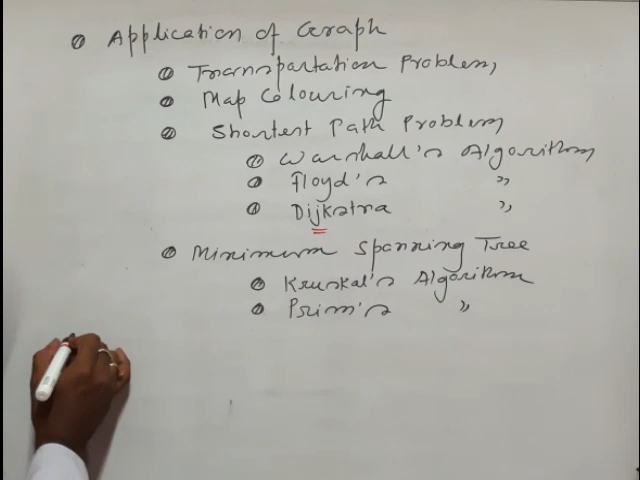 Application of Graph
Transportation Problem,
Map Colouring
Shortest Path Problem
Warshall's Algorithm
Floyd's "
Dijkstra "
Minimum Spanning Tree
Kruskal's Algorithm
Prim's "